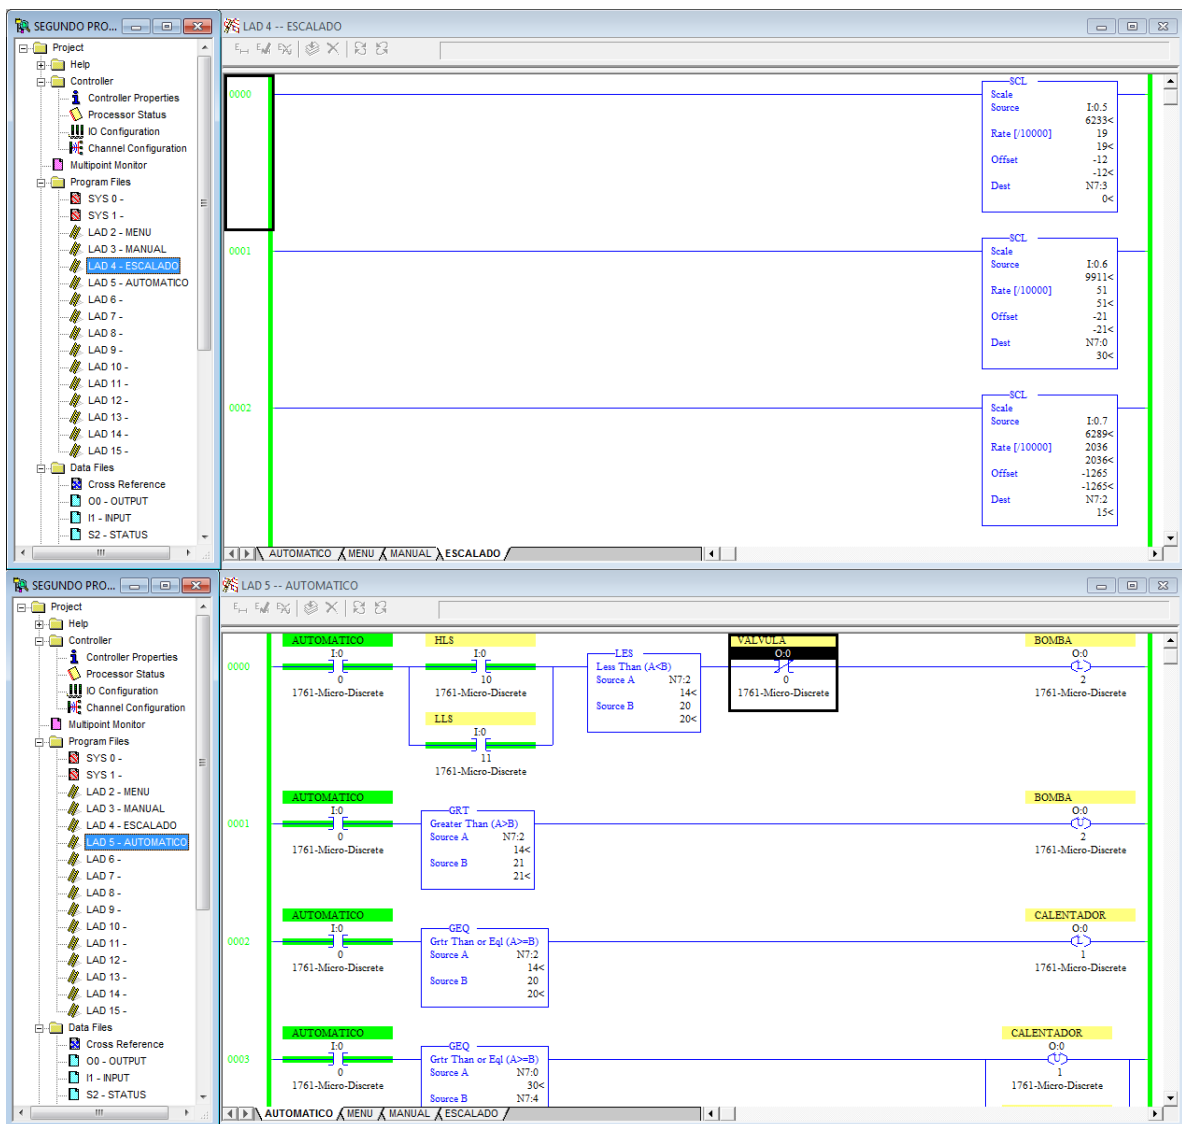 SEGUNDO PRO...
Project
Help
Controller
Controller Properties
Processor Status
IO Configuration
Channel Configuration
Multipoint Monitor
Program Files
SYS 0 -
SYS 1 -
LAD 2 - MENU
LAD 3 - MANUAL
LAD 4 - ESCALADO
LAD 5 - AUTOMATICO
LAD 6 -
LAD 7 -
LAD 8 -
LAD 9 -
LAD 10 -
LAD 11 -
LAD 12 -
LAD 13 -
LAD 14 -
LAD 15 -
Data Files
Cross Reference
O0 - OUTPUT
I1 - INPUT
S2 - STATUS
LAD 4 -- ESCALADO
0000
SCL
Scale
Source I:0.5
6233<
Rate [/10000] 19
19<
Offset -12
-12<
Dest N7:3
0<
0001
SCL
Scale
Source I:0.6
9911<
Rate [/10000] 51
51<
Offset -21
-21<
Dest N7:0
30<
0002
SCL
Scale
Source I:0.7
6289<
Rate [/10000] 2036
2036<
Offset -1265
-1265<
Dest N7:2
15<
AUTOMATICO MENU MANUAL ESCALADO
SEGUNDO PRO...
Project
Help
Controller
Controller Properties
Processor Status
IO Configuration
Channel Configuration
Multipoint Monitor
Program Files
SYS 0 -
SYS 1 -
LAD 2 - MENU
LAD 3 - MANUAL
LAD 4 - ESCALADO
LAD 5 - AUTOMATICO
LAD 6 -
LAD 7 -
LAD 8 -
LAD 9 -
LAD 10 -
LAD 11 -
LAD 12 -
LAD 13 -
LAD 14 -
LAD 15 -
Data Files
Cross Reference
O0 - OUTPUT
I1 - INPUT
S2 - STATUS
LAD 5 -- AUTOMATICO
0000
AUTOMATICO
I:0
0
1761-Micro-Discrete
HLS
I:0
10
1761-Micro-Discrete
LLS
I:0
11
1761-Micro-Discrete
LES
Less Than (A<B)
Source A N7:2
14<
Source B 20
20<
VALVULA
O:0
0
1761-Micro-Discrete
BOMBA
O:0
L
2
1761-Micro-Discrete
0001
AUTOMATICO
I:0
0
1761-Micro-Discrete
GRT
Greater Than (A>B)
Source A N7:2
14<
Source B 21
21<
BOMBA
O:0
U
2
1761-Micro-Discrete
0002
AUTOMATICO
I:0
0
1761-Micro-Discrete
GEQ
Grtr Than or Eql (A>=B)
Source A N7:2
14<
Source B 20
20<
CALENTADOR
O:0
L
1
1761-Micro-Discrete
0003
AUTOMATICO
I:0
0
1761-Micro-Discrete
GEQ
Grtr Than or Eql (A>=B)
Source A N7:0
30<
Source B N7:4
CALENTADOR
O:0
U
1
1761-Micro-Discrete
AUTOMATICO MENU MANUAL ESCALADO